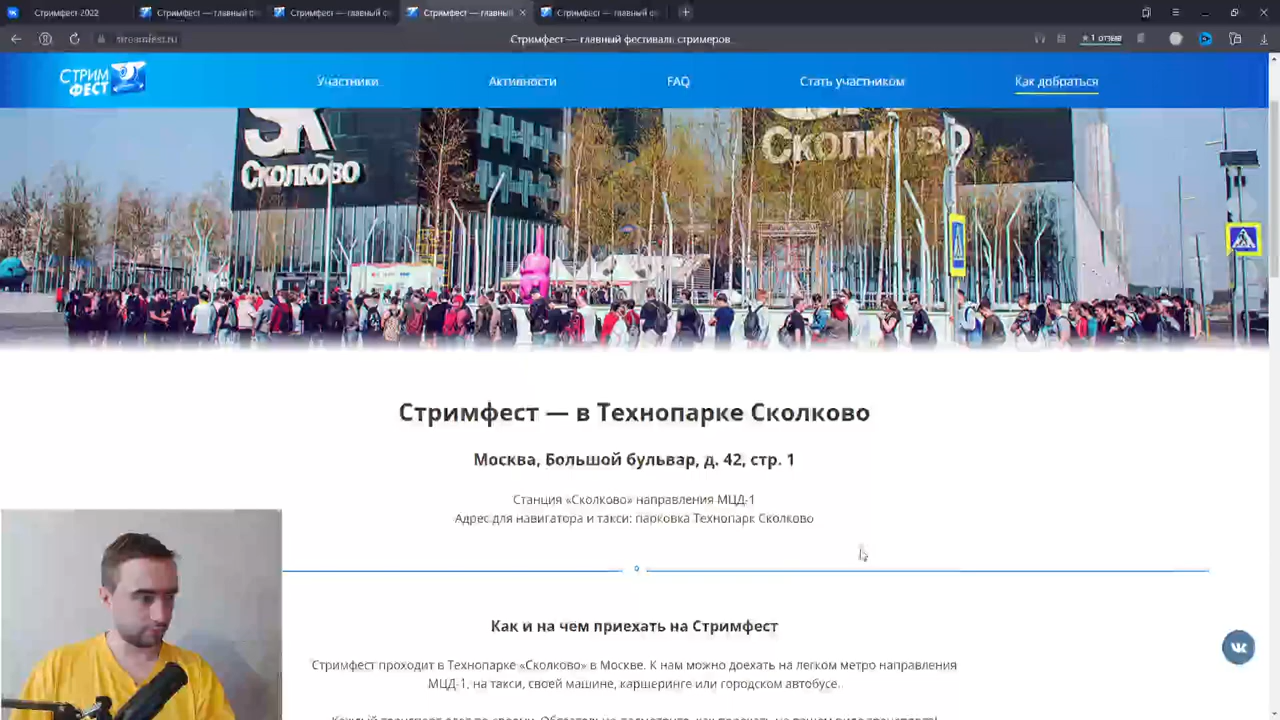 Стримфест 2022
Стримфест — главный ф
Стримфест — главный ф
Стримфест — главный
Стримфест — главный ф
streamfest.ru
Стримфест — главный фестиваль стримеров
1 отзыв
СТРИМ
ФЕСТ
Участники
Активности
FAQ
Стать участником
Как добраться
Sk
Сколково
Сколково
Стримфест — в Технопарке Сколково
Москва, Большой бульвар, д. 42, стр. 1
Станция «Сколково» направления МЦД-1
Адрес для навигатора и такси: парковка Технопарк Сколково
Как и на чем приехать на Стримфест
Стримфест проходит в Технопарке «Сколково» в Москве. К нам можно доехать на легком метро направления
МЦД-1, на такси, своей машине, каршеринге или городском автобусе.